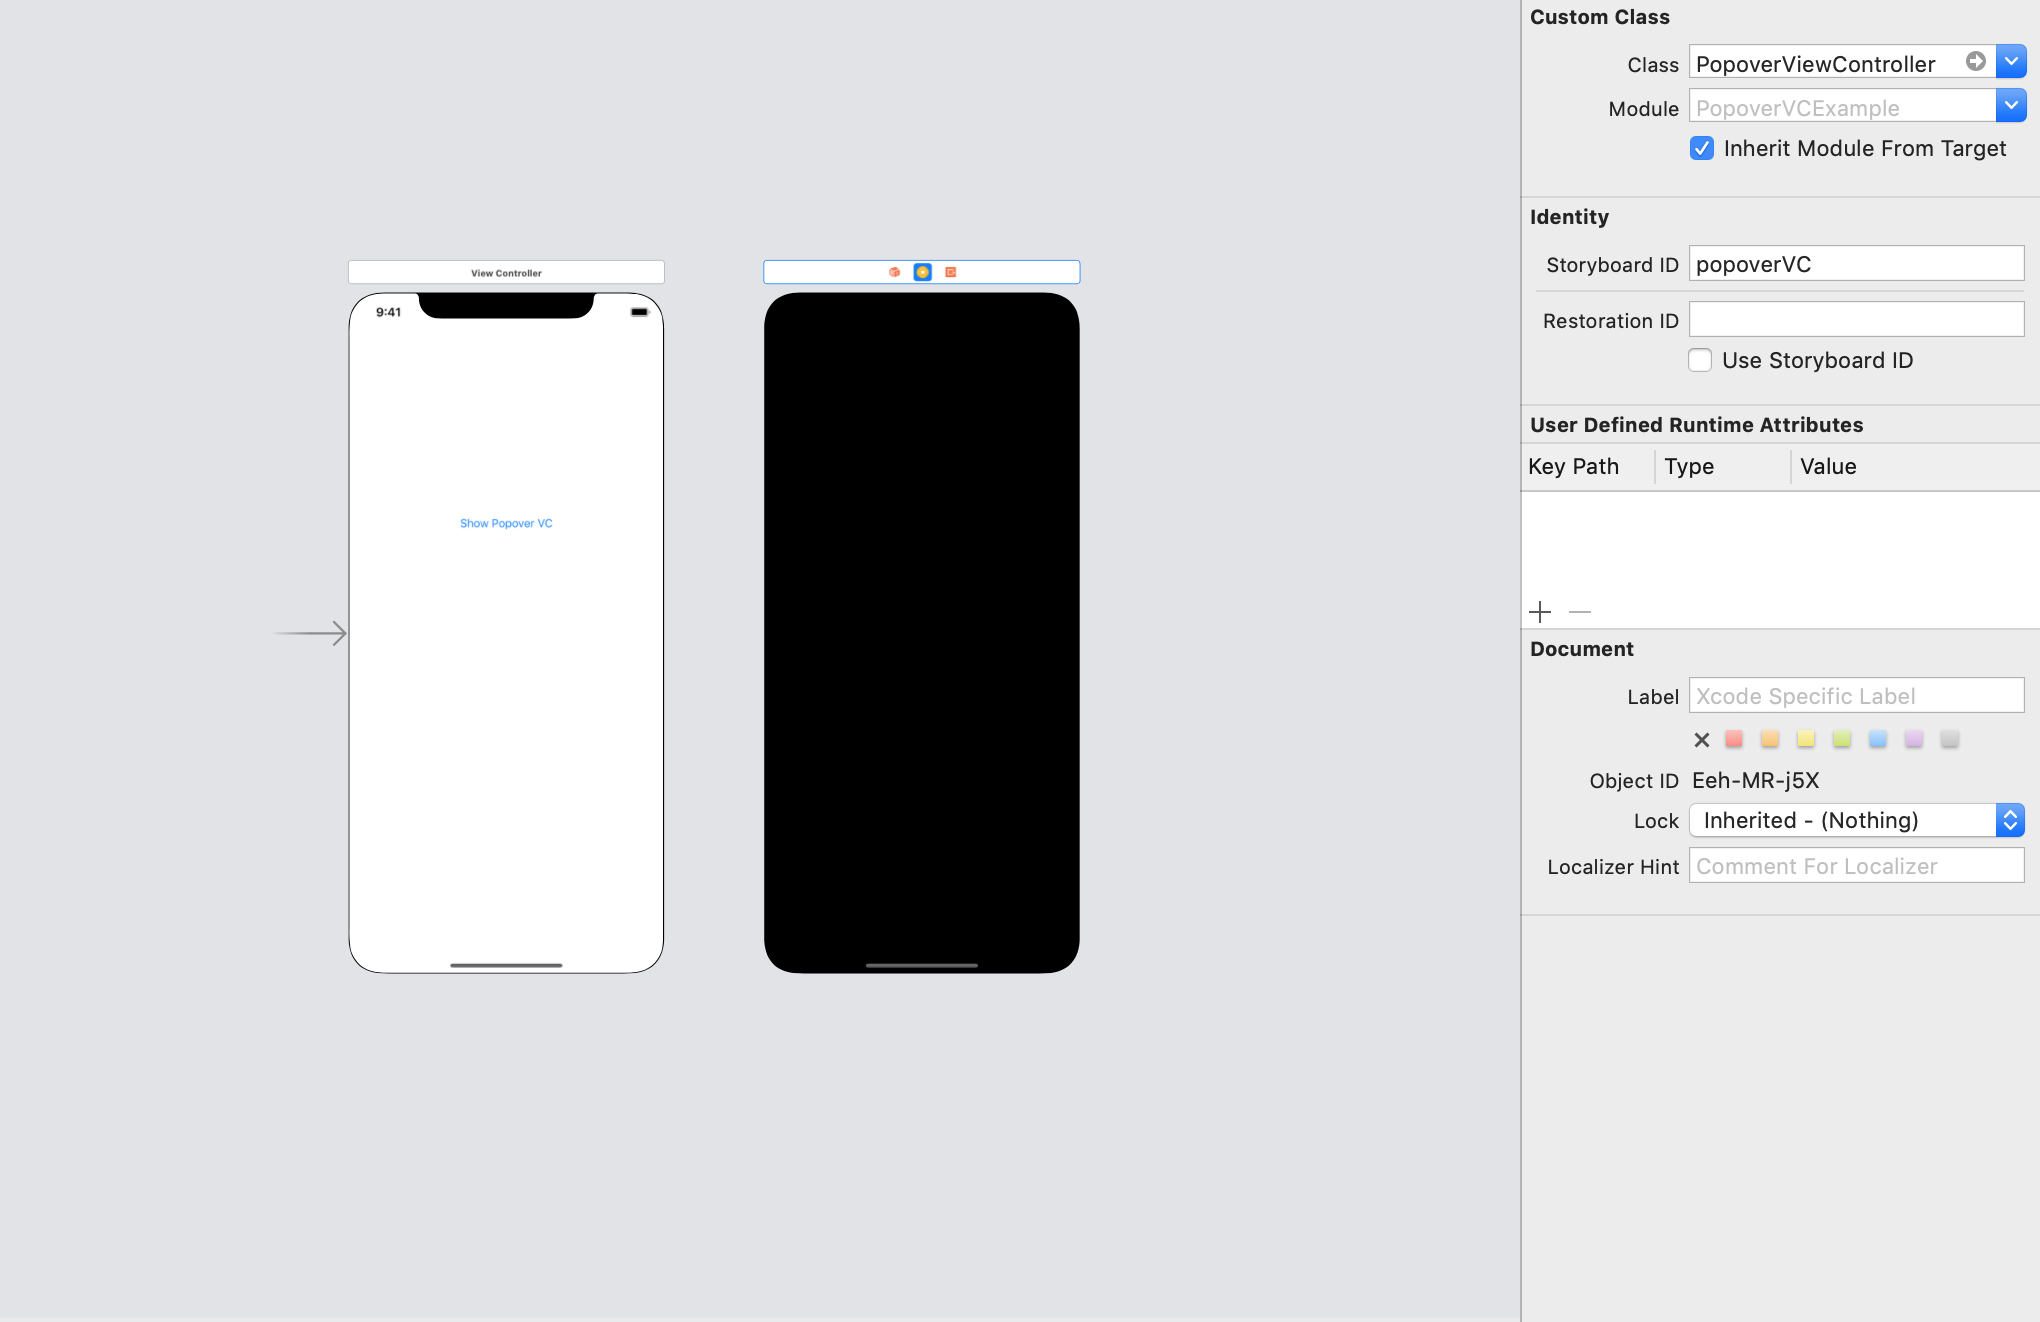 View Controller
9:41
Show Popover VC
Custom Class
Class PopoverViewController
Module PopoverVCExample
Inherit Module From Target
Identity
Storyboard ID popoverVC
Restoration ID
Use Storyboard ID
User Defined Runtime Attributes
Key Path Type Value
Document
Label Xcode Specific Label
Object ID Eeh-MR-j5X
Lock Inherited - (Nothing)
Localizer Hint Comment For Localizer